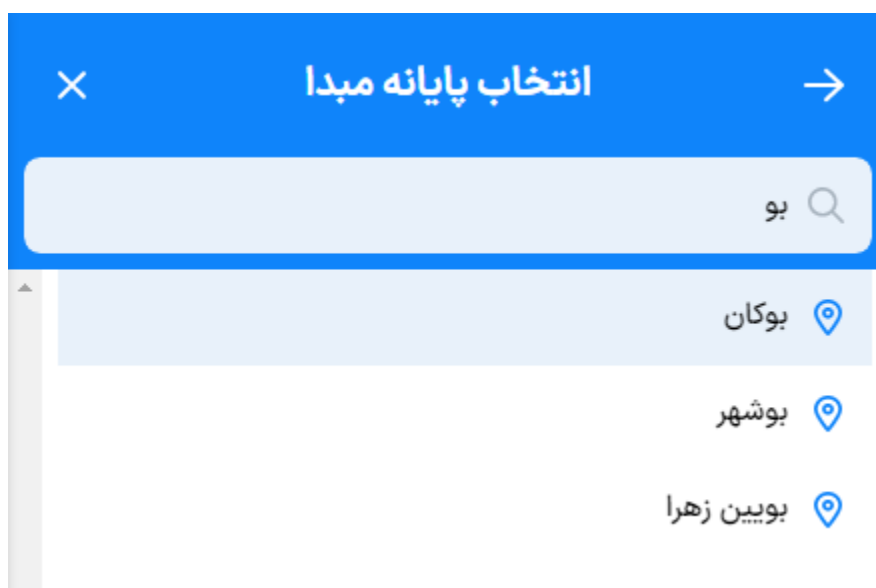 انتخاب پایانه مبدا
بو
بوکان
بوشهر
بویین زهرا